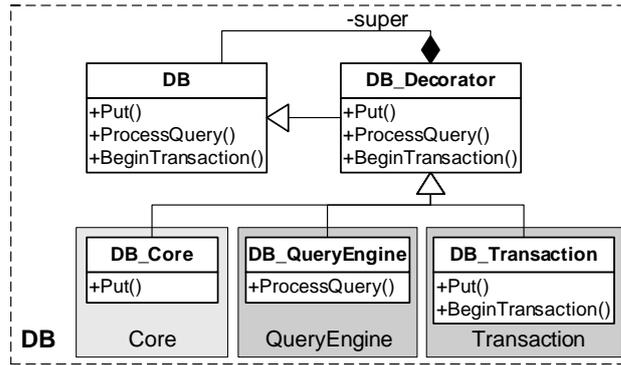 -super
DB
+Put()
+ProcessQuery()
+BeginTransaction()
DB_Decorator
+Put()
+ProcessQuery()
+BeginTransaction()
DB_Core
+Put()
Core
DB_QueryEngine
+ProcessQuery()
QueryEngine
DB_Transaction
+Put()
+BeginTransaction()
Transaction
DB